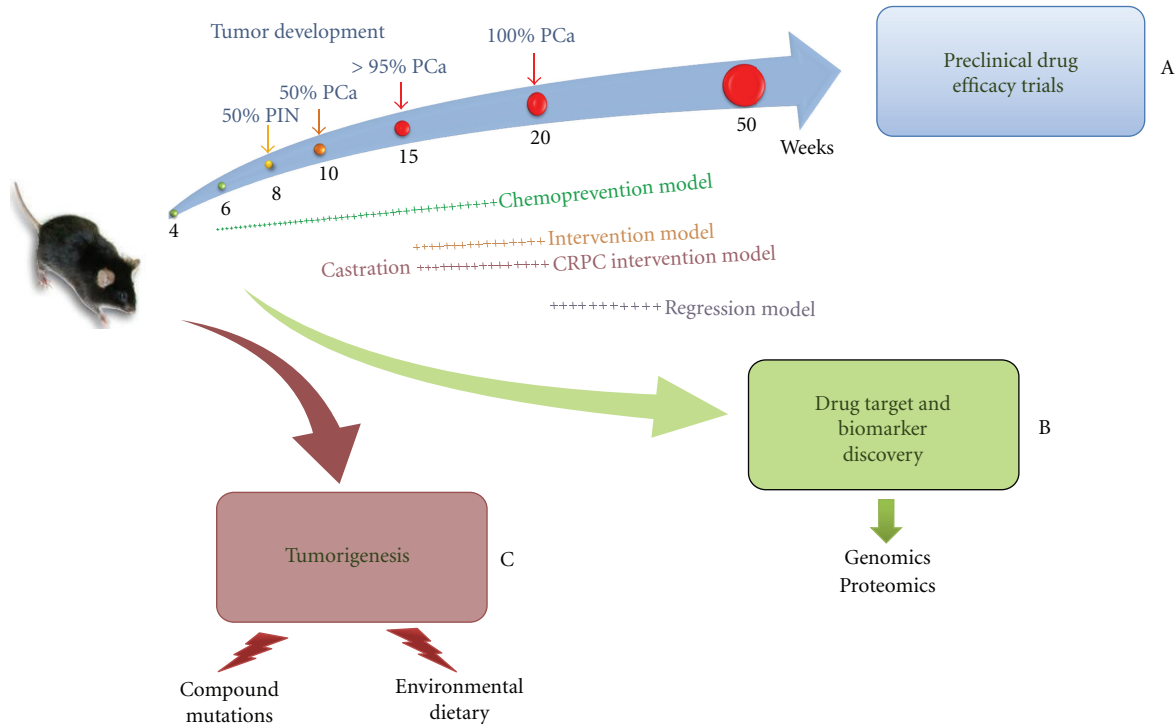 Tumor development
50% PIN
50% PCa
> 95% PCa
100% PCa
4
6
8
10
15
20
50
Weeks
Preclinical drug
efficacy trials
A
Chemoprevention model
Intervention model
Castration
CRPC intervention model
Regression model
Drug target and
biomarker
discovery
B
Genomics
Proteomics
Tumorigenesis
C
Compound
mutations
Environmental
dietary